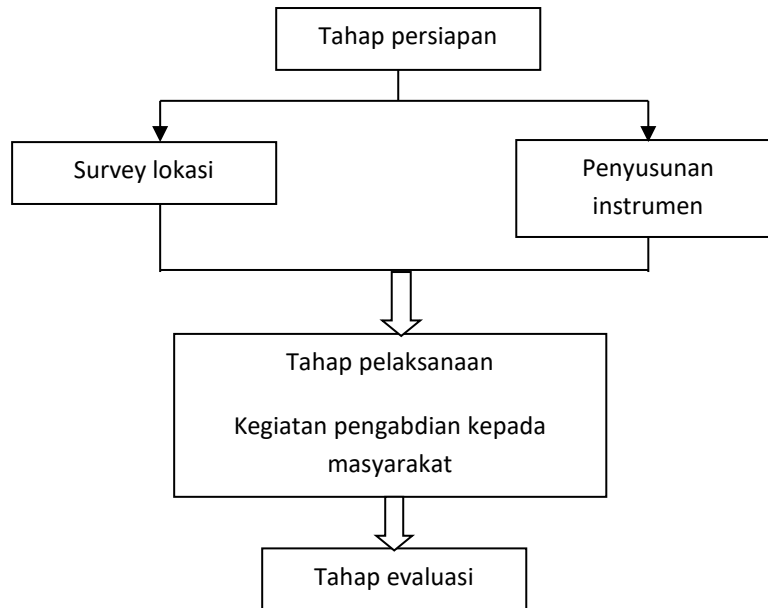 Tahap persiapan
Survey lokasi
Penyusunan
instrumen
Tahap pelaksanaan
Kegiatan pengabdian kepada
masyarakat
Tahap evaluasi